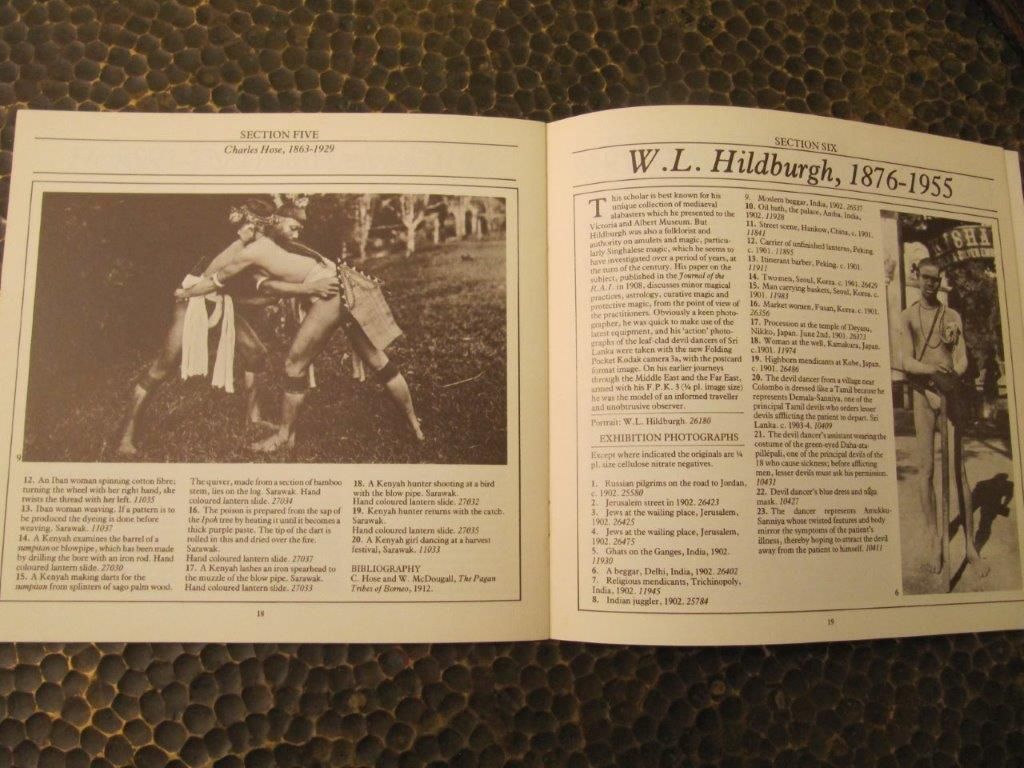 SECTION FIVE
Charles Hose, 1863-1929
9
12. An Iban woman spinning cotton fibre;
turning the wheel with her right hand, she
twists the thread with her left. 11035
13. Iban woman weaving. If a pattern is to
be produced the dyeing is done before
weaving. Sarawak. 11037
14. A Kenyah examines the barrel of a
sumpitan or blowpipe, which has been made
by drilling the bore with an iron rod. Hand
coloured lantern slide. 27030
15. A Kenyah making darts for the
sumpitan from splinters of sago palm wood.
The quiver, made from a section of bamboo
stem, lies on the log. Sarawak. Hand
coloured lantern slide. 27034
16. The poison is prepared from the sap of
the Ipoh tree by heating it until it becomes a
thick purple paste. The tip of the dart is
rolled in this and dried over the fire.
Sarawak.
Hand coloured lantern slide. 27037
17. A Kenyah lashes an iron spearhead to
the muzzle of the blow pipe. Sarawak.
Hand coloured lantern slide. 27033
18. A Kenyah hunter shooting at a bird
with the blow pipe. Sarawak.
Hand coloured lantern slide. 27032
19. Kenyah hunter returns with the catch.
Sarawak.
Hand coloured lantern slide. 27035
20. A Kenyah girl dancing at a harvest
festival, Sarawak. 11033
BIBLIOGRAPHY
C. Hose and W. McDougall, The Pagan
Tribes of Borneo, 1912.
18
SECTION SIX
W.L. Hildburgh, 1876-1955
This scholar is best known for his
unique collection of mediaeval
alabasters which he presented to the
Victoria and Albert Museum. But
Hildburgh was also a folklorist and
authority on amulets and magic, particu-
larly Singhalese magic, which he seems to
have investigated over a period of years, at
the turn of the century. His paper on the
subject, published in the Journal of the
R.A.I. in 1908, discusses minor magical
practices, astrology, curative magic and
protective magic, from the point of view of
the practitioners. Obviously a keen photo-
grapher, he was quick to make use of the
latest equipment, and his 'action' photo-
graphs of the leaf-clad devil dancers of Sri
Lanka were taken with the new Folding
Pocket Kodak camera 3a, with the postcard
format image. On his earlier journeys
through the Middle East and the Far East,
armed with his F.P.K. 3 (¼ pl. image size)
he was the model of an informed traveller
and unobtrusive observer.
Portrait: W.L. Hildburgh. 26180
EXHIBITION PHOTOGRAPHS
Except where indicated the originals are ¼
pl. size cellulose nitrate negatives.
1. Russian pilgrims on the road to Jordan,
c. 1902. 25580
2. Jerusalem street in 1902. 26423
3. Jews at the wailing place, Jerusalem,
1902. 26425
4. Jews at the wailing place, Jerusalem,
1902. 26475
5. Ghats on the Ganges, India, 1902.
11930
6. A beggar, Delhi, India, 1902. 26402
7. Religious mendicants, Trichinopoly,
India, 1902. 11945
8. Indian juggler, 1902. 25784
9. Moslem beggar, India, 1902. 26537
10. Oil bath, the palace, India,
1902. 11928
11. Street scene, Hankow, China, c. 1901.
11841
12. Carrier of unfinished lanterns, Peking.
c. 1901. 11895
13. Itinerant barber, Peking. c. 1901.
11911
14. Two men, Seoul, Korea. c. 1901. 26429
15. Man carrying baskets, Seoul, Korea. c.
1901. 11983
16. Market women, Fusan, Korea. c. 1901.
26356
17. Procession at the temple of Ieyasu,
Nikko, Japan. June 2nd, 1901. 26373
18. Woman at the well, Kamakura, Japan.
c. 1901. 11974
19. Highborn mendicants at Kobe, Japan,
c. 1901. 26486
20. The devil dancer from a village near
Colombo is dressed like a Tamil because he
represents Demala-Sanniya, one of the
principal Tamil devils who orders lesser
devils afflicting the patient to depart. Sri
Lanka. c. 1903-4. 10409
21. The devil dancer's assistant wearing the
costume of the green-eyed Daha-ata-
pillēpali, one of the principal devils of the
18 who cause sickness; before afflicting
men, lesser devils must ask his permission.
10431
22. Devil dancer's blue dress and nāga
mask. 10427
23. The dancer represents Amukku-
Sanniya whose twisted features and body
mirror the symptoms of the patient's
illness, thereby hoping to attract the devil
away from the patient to himself. 10411
6
19